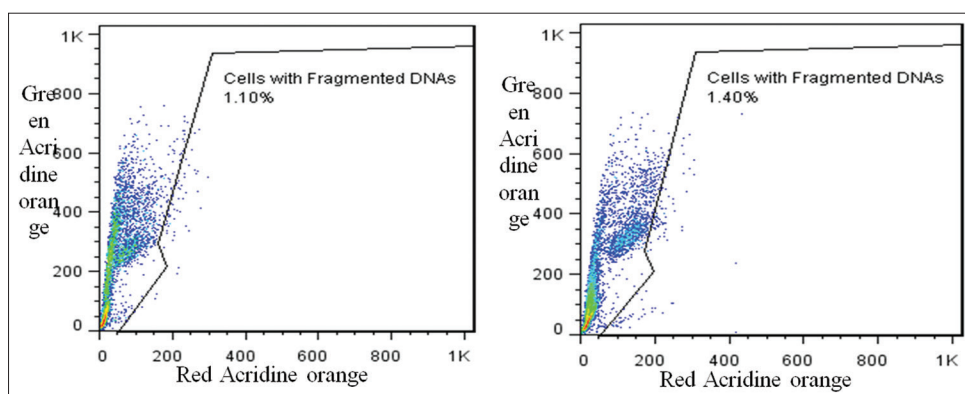 1K
800
600
400
200
0
Gre
en
Acri
dine
oran
ge
Cells with Fragmented DNAs
1.10%
0 200 400 600 800 1K
Red Acridine orange
1K
800
600
400
200
0
Gre
en
Acri
dine
oran
ge
Cells with Fragmented DNAs
1.40%
0 200 400 600 800 1K
Red Acridine orange